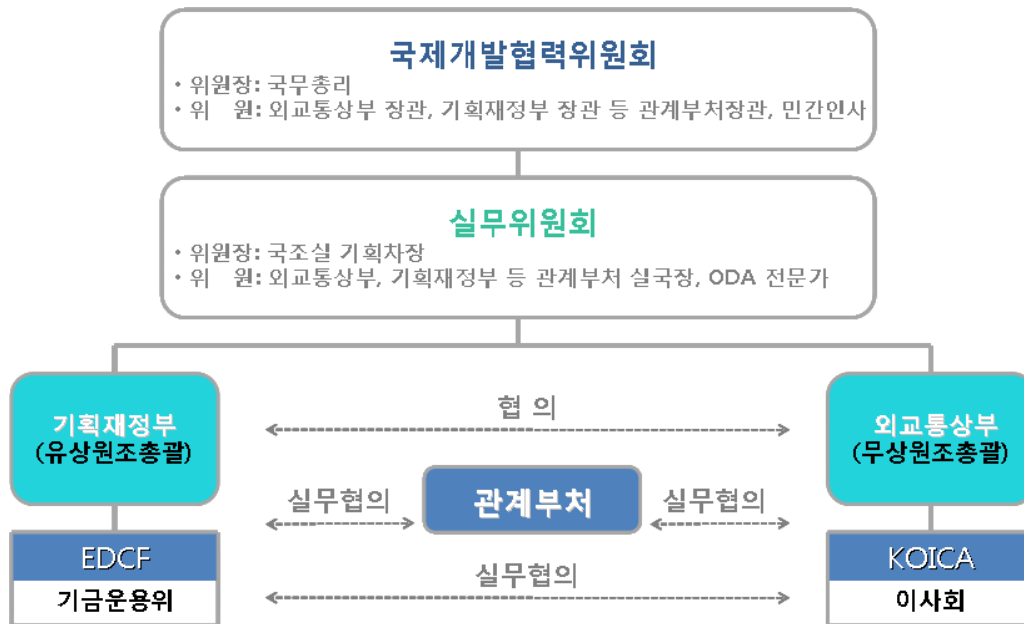 국제개발협력위원회
• 위원장: 국무총리
• 위 원: 외교통상부 장관, 기획재정부 장관 등 관계부처장관, 민간인사
실무위원회
• 위원장: 국조실 기획차장
• 위 원: 외교통상부, 기획재정부 등 관계부처 실국장, ODA 전문가
기획재정부
(유상원조총괄)
협 의
외교통상부
(무상원조총괄)
실무협의
관계부처
실무협의
EDCF
기금운용위
실무협의
KOICA
이사회